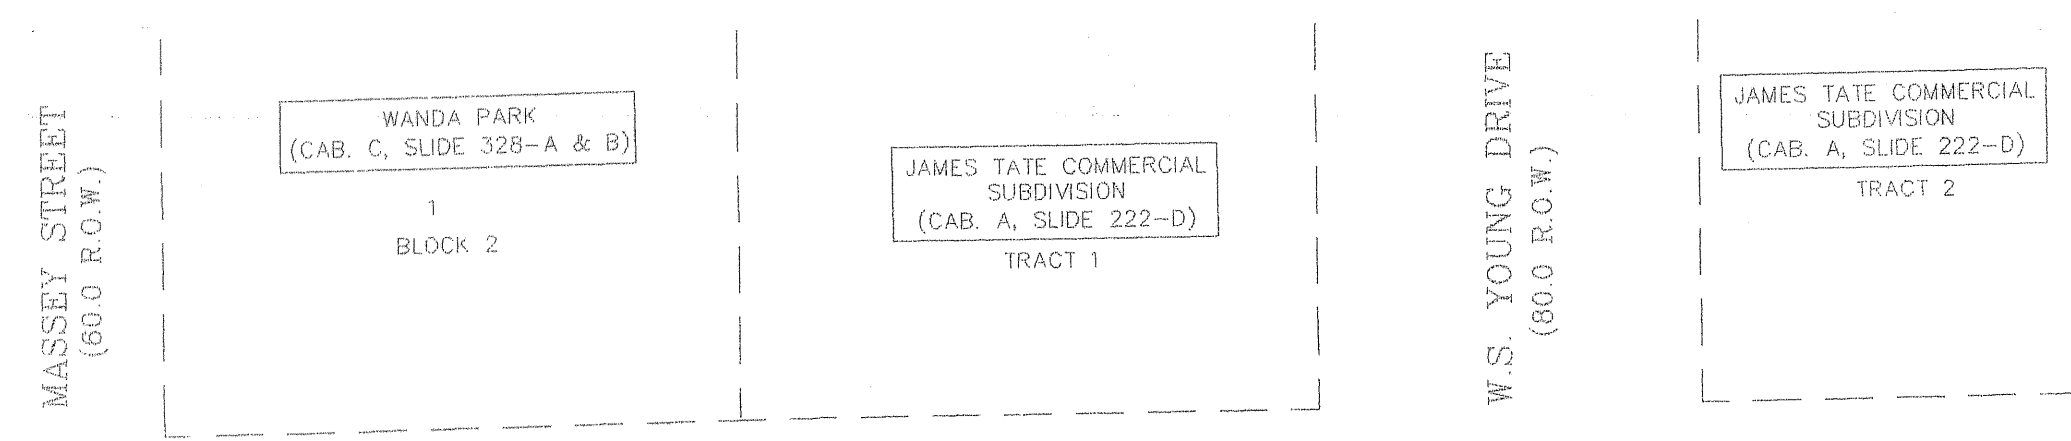 MASSEY STREET
(60.0 R.O.W.)
WANDA PARK
(CAB. C, SLIDE 328-A & B)
1
BLOCK 2
JAMES TATE COMMERCIAL
SUBDIVISION
(CAB. A, SLIDE 222-D)
TRACT 1
W.S. YOUNG DRIVE
(80.0 R.O.W.)
JAMES TATE COMMERCIAL
SUBDIVISION
(CAB. A, SLIDE 222-D)
TRACT 2